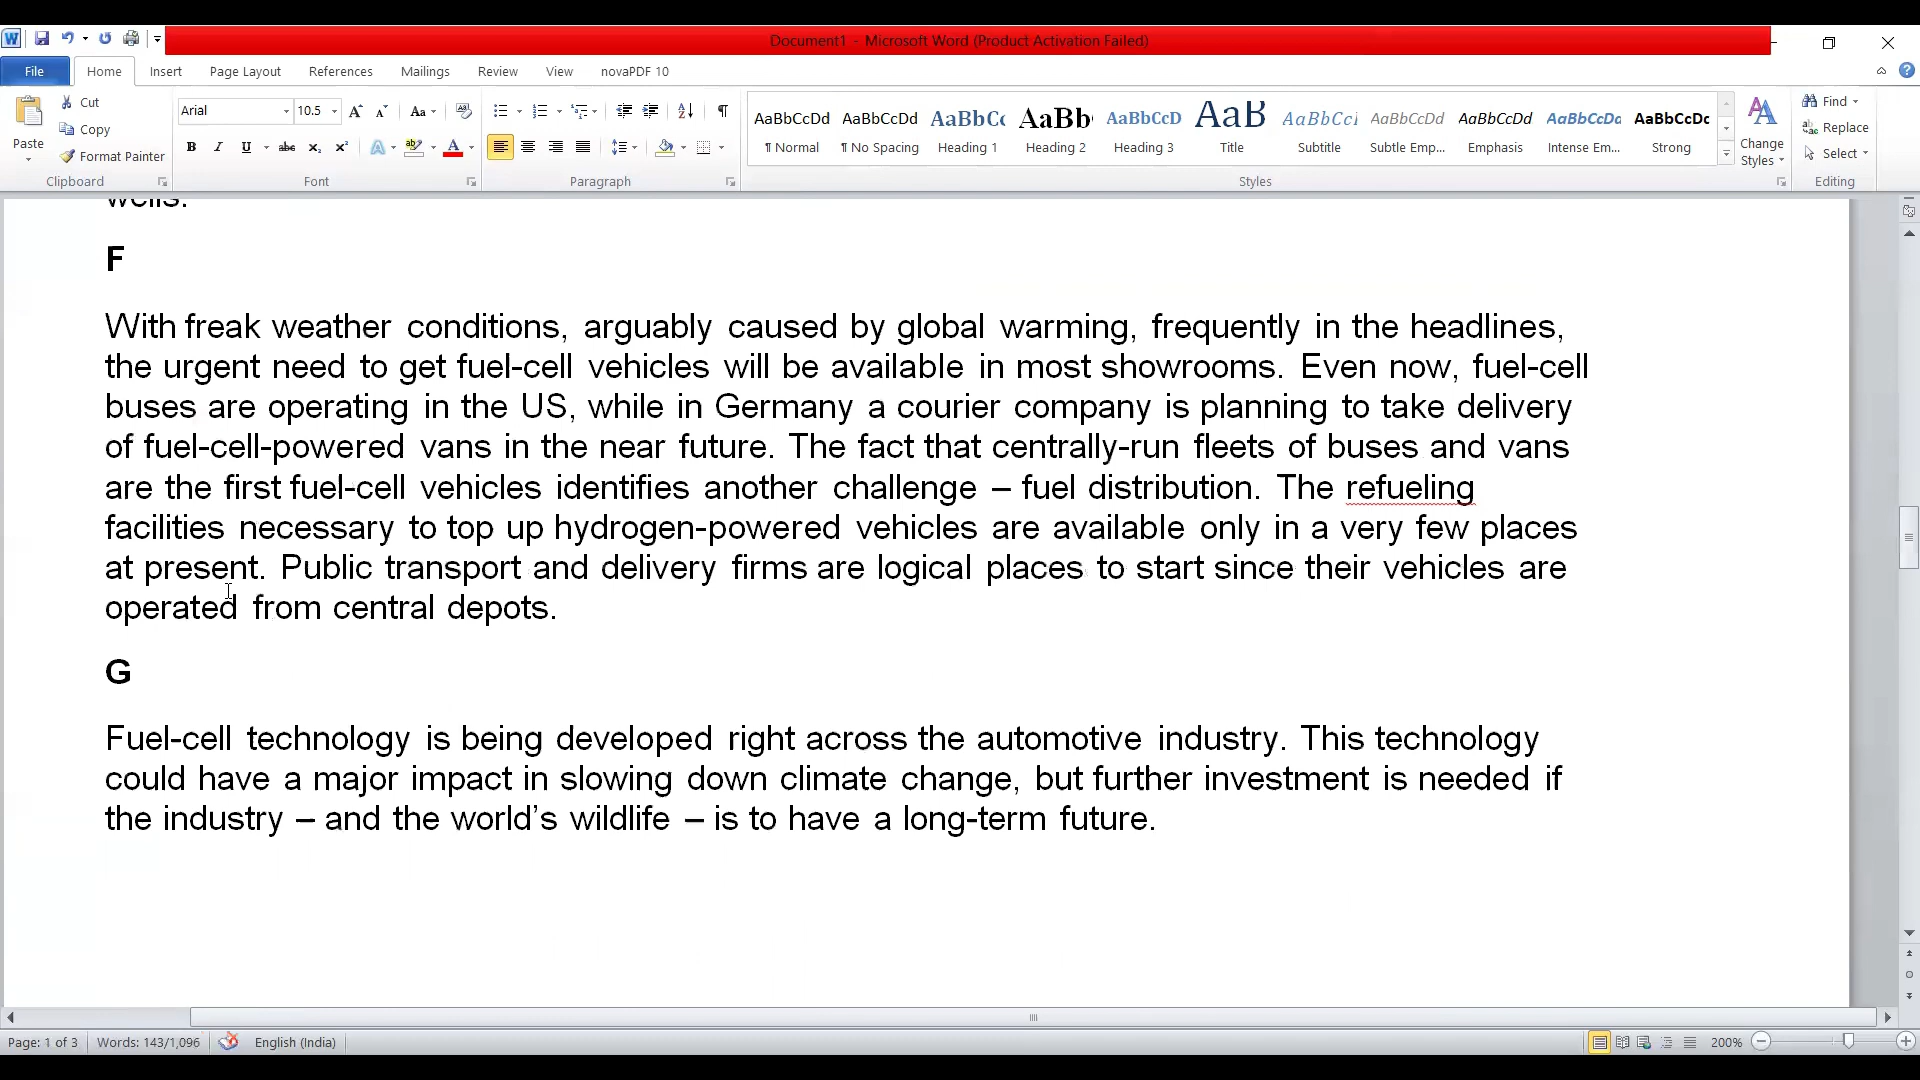 Document1 - Microsoft Word (Product Activation Failed)
File Home Insert Page Layout References Mailings Review View novaPDF 10
Paste
Cut
Copy
Format Painter
Clipboard
Arial 10.5
Font
Paragraph
AaBbCcDd AaBbCcDd AaBbCc AaBb AaBbCcD AaB AaBbCcI AaBbCcDd AaBbCcDd AaBbCcDd AaBbCcDc
¶ Normal ¶ No Spacing Heading 1 Heading 2 Heading 3 Title Subtitle Subtle Emp... Emphasis Intense Em... Strong
Styles
Change Styles
Find
Replace
Select
Editing
wells.
F
With freak weather conditions, arguably caused by global warming, frequently in the headlines,
the urgent need to get fuel-cell vehicles will be available in most showrooms. Even now, fuel-cell
buses are operating in the US, while in Germany a courier company is planning to take delivery
of fuel-cell-powered vans in the near future. The fact that centrally-run fleets of buses and vans
are the first fuel-cell vehicles identifies another challenge – fuel distribution. The refueling
facilities necessary to top up hydrogen-powered vehicles are available only in a very few places
at present. Public transport and delivery firms are logical places to start since their vehicles are
operated from central depots.
G
Fuel-cell technology is being developed right across the automotive industry. This technology
could have a major impact in slowing down climate change, but further investment is needed if
the industry – and the world’s wildlife – is to have a long-term future.
Page: 1 of 3 Words: 143/1,096 English (India) 200%